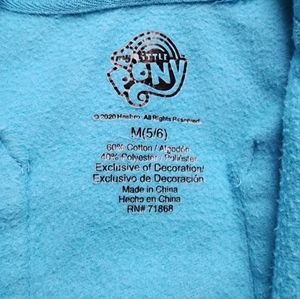 MY LITTLE
PONY
© 2020 Hasbro. All Rights Reserved.
M(5/6)
60% Cotton / Algodón
40% Polyester / Poliéster
Exclusive of Decoration/
Exclusivo de Decoración
Made in China
Hecho en China
RN# 71868